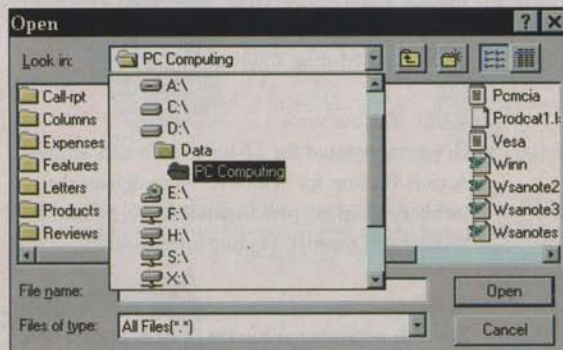 Open
Look in:
PC Computing
Call-rpt
Columns
Expenses
Features
Letters
Products
Reviews
A:\
C:\
D:\
Data
PC Computing
E:\
F:\
H:\
S:\
X:\
Pcmcia
Prodcat1.l
Vesa
Winn
Wsanote2
Wsanote3
Wsanotes
File name:
Open
Files of type:
All Files(*.*)
Cancel